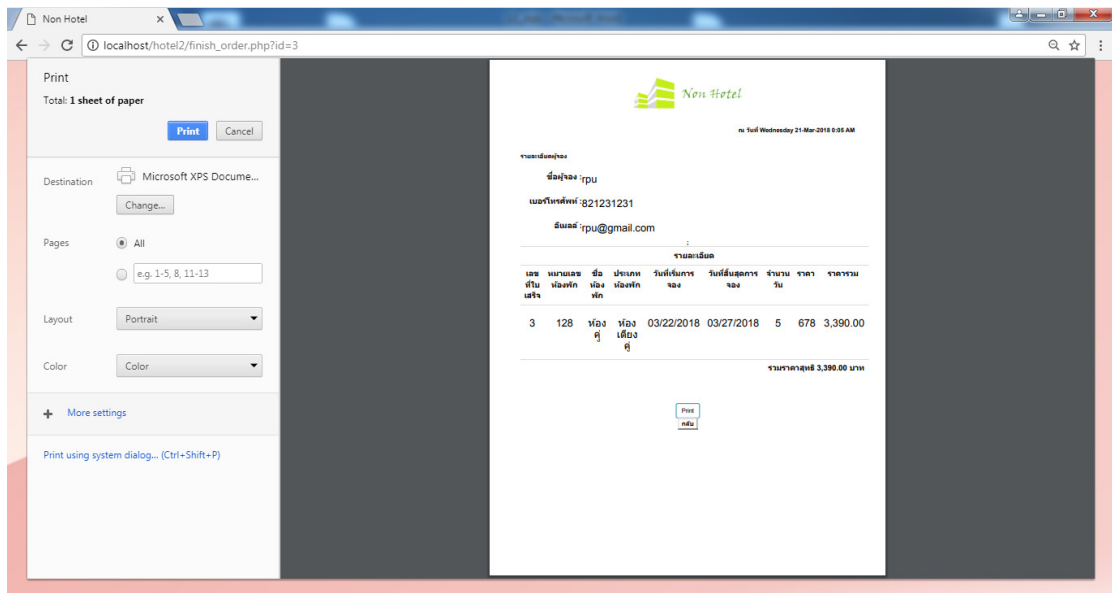 Non Hotel
localhost/hotel2/finish_order.php?id=3
Print
Total: 1 sheet of paper
Print Cancel
Destination Microsoft XPS Docume...
Change...
Pages All
e.g. 1-5, 8, 11-13
Layout Portrait
Color Color
More settings
Print using system dialog... (Ctrl+Shift+P)
Non Hotel
ณ วันที่ Wednesday 21-Mar-2018 0:05 AM
รายละเอียดผู้จอง
ชื่อผู้จอง :rpu
เบอร์โทรศัพท์ :821231231
อีเมลล์ :rpu@gmail.com
:
รายละเอียด
เลข หมายเลข ชื่อ ประเภท วันที่เริ่มการ วันที่สิ้นสุดการ จำนวน ราคา ราคารวม
ที่ใบ ห้องพัก ห้อง ห้องพัก จอง จอง วัน
เสร็จ พัก
3 128 ห้อง ห้อง 03/22/2018 03/27/2018 5 678 3,390.00
คู่ เตียง
คู่
รวมราคาสุทธิ 3,390.00 บาท
Print
กลับ